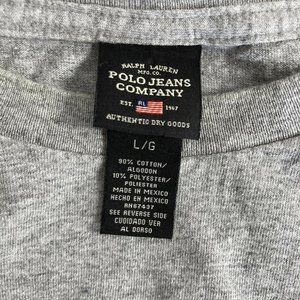 RALPH LAUREN
MFG. CO.
POLO JEANS
COMPANY
EST. RL 1967
AUTHENTIC DRY GOODS
L/G
90% COTTON/
ALGODON
10% POLYESTER/
POLIESTER
MADE IN MEXICO
HECHO EN MEXICO
RN67437
SEE REVERSE SIDE
CUIDADO VER
AL DORSO